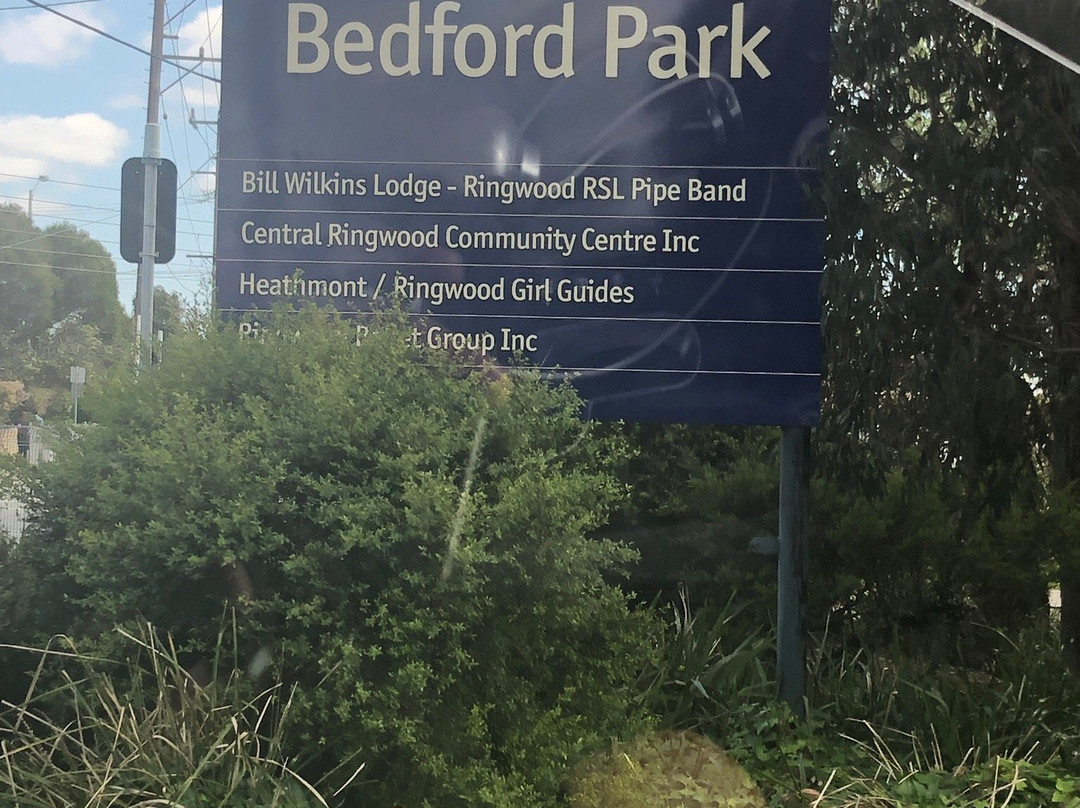 Bedford Park
Bill Wilkins Lodge - Ringwood RSL Pipe Band
Central Ringwood Community Centre Inc
Heathmont / Ringwood Girl Guides
Group Inc